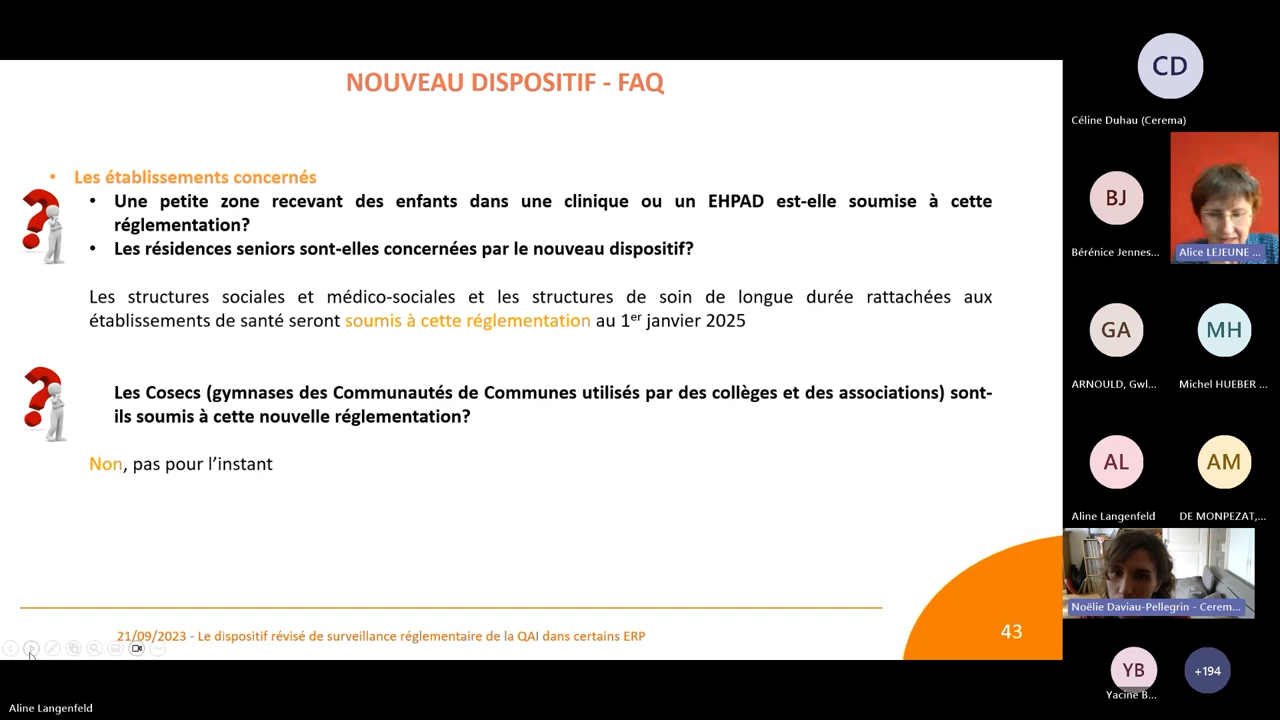 NOUVEAU DISPOSITIF - FAQ
• Les établissements concernés
• Une petite zone recevant des enfants dans une clinique ou un EHPAD est-elle soumise à cette
réglementation?
• Les résidences seniors sont-elles concernées par le nouveau dispositif?
Les structures sociales et médico-sociales et les structures de soin de longue durée rattachées aux
établissements de santé seront soumis à cette réglementation au 1er janvier 2025
Les Cosecs (gymnases des Communautés de Communes utilisés par des collèges et des associations) sont-
ils soumis à cette nouvelle réglementation?
Non, pas pour l’instant
21/09/2023 - Le dispositif révisé de surveillance réglementaire de la QAI dans certains ERP
43
Aline Langenfeld
CD
Céline Duhau (Cerema)
BJ
Bérénice Jennes...
Alice LEJEUNE ...
GA
ARNOULD, Gwl...
MH
Michel HUEBER ...
AL
Aline Langenfeld
AM
DE MONPEZAT,...
Noëlie Daviau-Pellegrin - Cerem...
YB
Yacine B...
+194